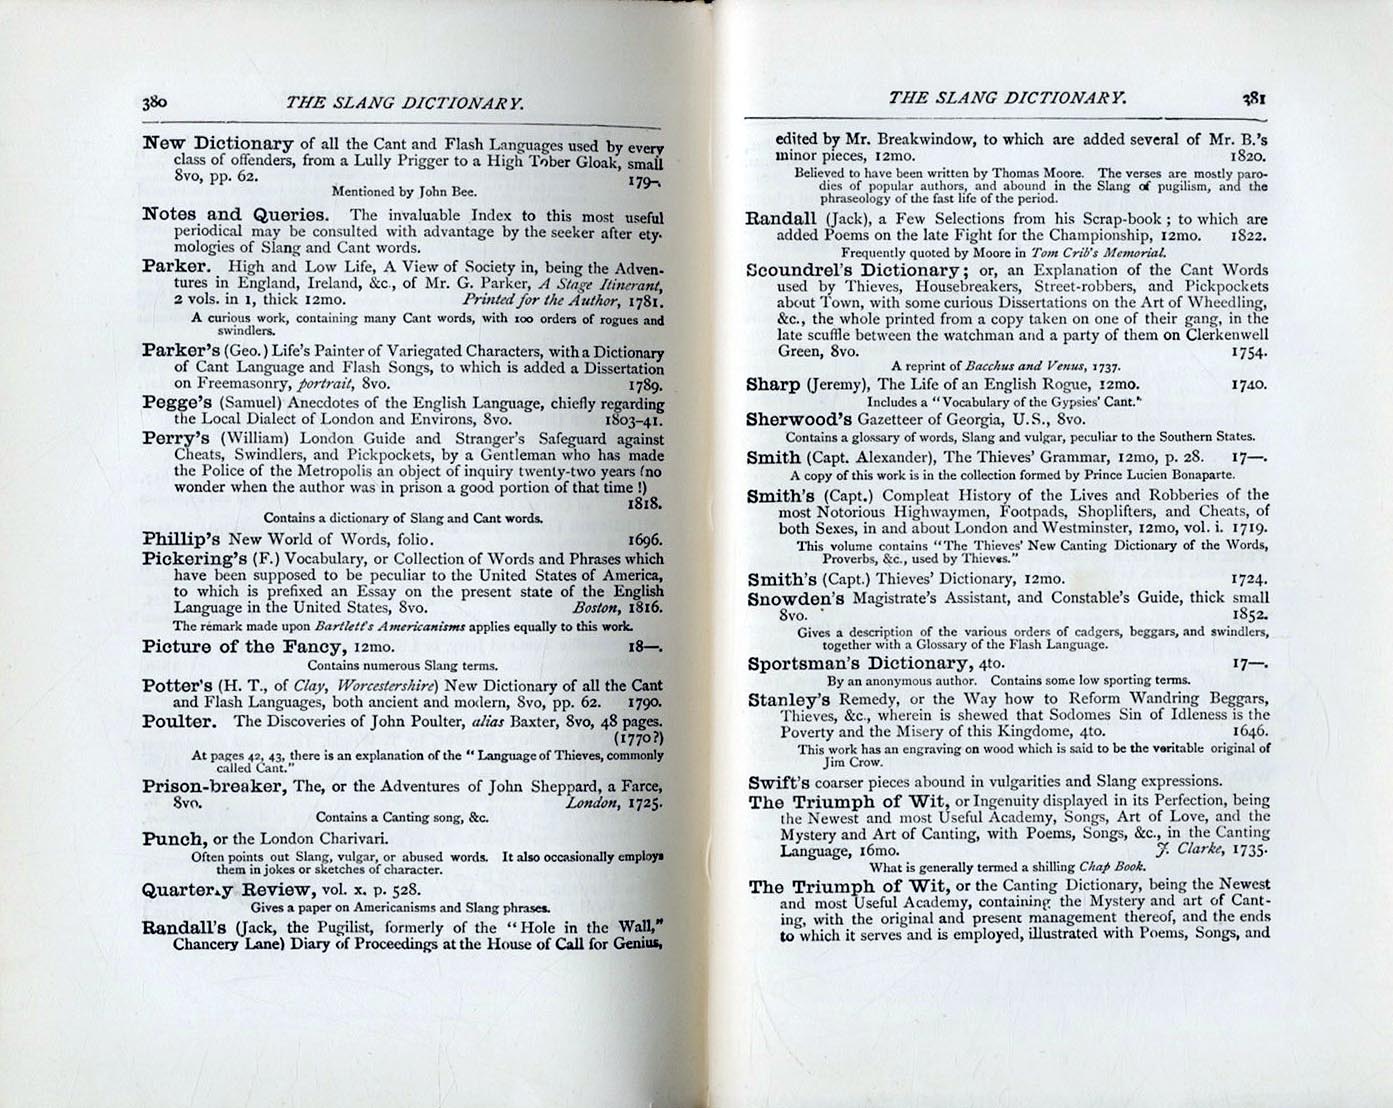 380 THE SLANG DICTIONARY.
New Dictionary of all the Cant and Flash Languages used by every
class of offenders, from a Lully Prigger to a High Tober Gloak, small
8vo, pp. 62. 179-.
Mentioned by John Bee.
Notes and Queries. The invaluable Index to this most useful
periodical may be consulted with advantage by the seeker after ety-
mologies of Slang and Cant words.
Parker. High and Low Life, A View of Society in, being the Adven-
tures in England, Ireland, &c., of Mr. G. Parker, A Stage Itinerant,
2 vols. in 1, thick 12mo. Printed for the Author, 1781.
A curious work, containing many Cant words, with 100 orders of rogues and
swindlers.
Parker's (Geo.) Life's Painter of Variegated Characters, with a Dictionary
of Cant Language and Flash Songs, to which is added a Dissertation
on Freemasonry, portrait, 8vo. 1789.
Pegge's (Samuel) Anecdotes of the English Language, chiefly regarding
the Local Dialect of London and Environs, 8vo. 1803-41.
Perry's (William) London Guide and Stranger's Safeguard against
Cheats, Swindlers, and Pickpockets, by a Gentleman who has made
the Police of the Metropolis an object of inquiry twenty-two years (no
wonder when the author was in prison a good portion of that time!)
1818.
Contains a dictionary of Slang and Cant words.
Phillip's New World of Words, folio. 1696.
Pickering's (F.) Vocabulary, or Collection of Words and Phrases which
have been supposed to be peculiar to the United States of America,
to which is prefixed an Essay on the present state of the English
Language in the United States, 8vo. Boston, 1816.
The remark made upon Bartlett's Americanisms applies equally to this work.
Picture of the Fancy, 12mo. 18—.
Contains numerous Slang terms.
Potter's (H. T., of Clay, Worcestershire) New Dictionary of all the Cant
and Flash Languages, both ancient and modern, 8vo, pp. 62. 1790.
Poulter. The Discoveries of John Poulter, alias Baxter, 8vo, 48 pages.
(1770?)
At pages 42, 43, there is an explanation of the "Language of Thieves, commonly
called Cant."
Prison-breaker, The, or the Adventures of John Sheppard, a Farce,
8vo. London, 1725.
Contains a Canting song, &c.
Punch, or the London Charivari.
Often points out Slang, vulgar, or abused words. It also occasionally employs
them in jokes or sketches of character.
Quarterly Review, vol. x. p. 528.
Gives a paper on Americanisms and Slang phrases.
Randall's (Jack, the Pugilist, formerly of the "Hole in the Wall,"
Chancery Lane) Diary of Proceedings at the House of Call for Genius,
THE SLANG DICTIONARY. 381
edited by Mr. Breakwindow, to which are added several of Mr. B.'s
minor pieces, 12mo. 1820.
Believed to have been written by Thomas Moore. The verses are mostly paro-
dies of popular authors, and abound in the Slang of pugilism, and the
phraseology of the fast life of the period.
Randall (Jack), a Few Selections from his Scrap-book; to which are
added Poems on the late Fight for the Championship, 12mo. 1822.
Frequently quoted by Moore in Tom Crib's Memorial.
Scoundrel's Dictionary; or, an Explanation of the Cant Words
used by Thieves, Housebreakers, Street-robbers, and Pickpockets
about Town, with some curious Dissertations on the Art of Wheedling,
&c., the whole printed from a copy taken on one of their gang, in the
late scuffle between the watchman and a party of them on Clerkenwell
Green, 8vo. 1754.
A reprint of Bacchus and Venus, 1737.
Sharp (Jeremy), The Life of an English Rogue, 12mo. 1740.
Includes a "Vocabulary of the Gypsies' Cant."
Sherwood's Gazetteer of Georgia, U.S., 8vo.
Contains a glossary of words, Slang and vulgar, peculiar to the Southern States.
Smith (Capt. Alexander), The Thieves' Grammar, 12mo, p. 28. 17—.
A copy of this work is in the collection formed by Prince Lucien Bonaparte.
Smith's (Capt.) Compleat History of the Lives and Robberies of the
most Notorious Highwaymen, Footpads, Shoplifters, and Cheats, of
both Sexes, in and about London and Westminster, 12mo, vol. i. 1719.
This volume contains "The Thieves' New Canting Dictionary of the Words,
Proverbs, &c., used by Thieves."
Smith's (Capt.) Thieves' Dictionary, 12mo. 1724.
Snowden's Magistrate's Assistant, and Constable's Guide, thick small
8vo. 1852.
Gives a description of the various orders of cadgers, beggars, and swindlers,
together with a Glossary of the Flash Language.
Sportsman's Dictionary, 4to. 17—.
By an anonymous author. Contains some low sporting terms.
Stanley's Remedy, or the Way how to Reform Wandring Beggars,
Thieves, &c., wherein is shewed that Sodomes Sin of Idleness is the
Poverty and the Misery of this Kingdome, 4to. 1646.
This work has an engraving on wood which is said to be the veritable original of
Jim Crow.
Swift's coarser pieces abound in vulgarities and Slang expressions.
The Triumph of Wit, or Ingenuity displayed in its Perfection, being
the Newest and most Useful Academy, Songs, Art of Love, and the
Mystery and Art of Canting, with Poems, Songs, &c., in the Canting
Language, 16mo. J. Clarke, 1735.
What is generally termed a shilling Chap Book.
The Triumph of Wit, or the Canting Dictionary, being the Newest
and most Useful Academy, containing the Mystery and art of Cant-
ing, with the original and present management thereof, and the ends
to which it serves and is employed, illustrated with Poems, Songs, and